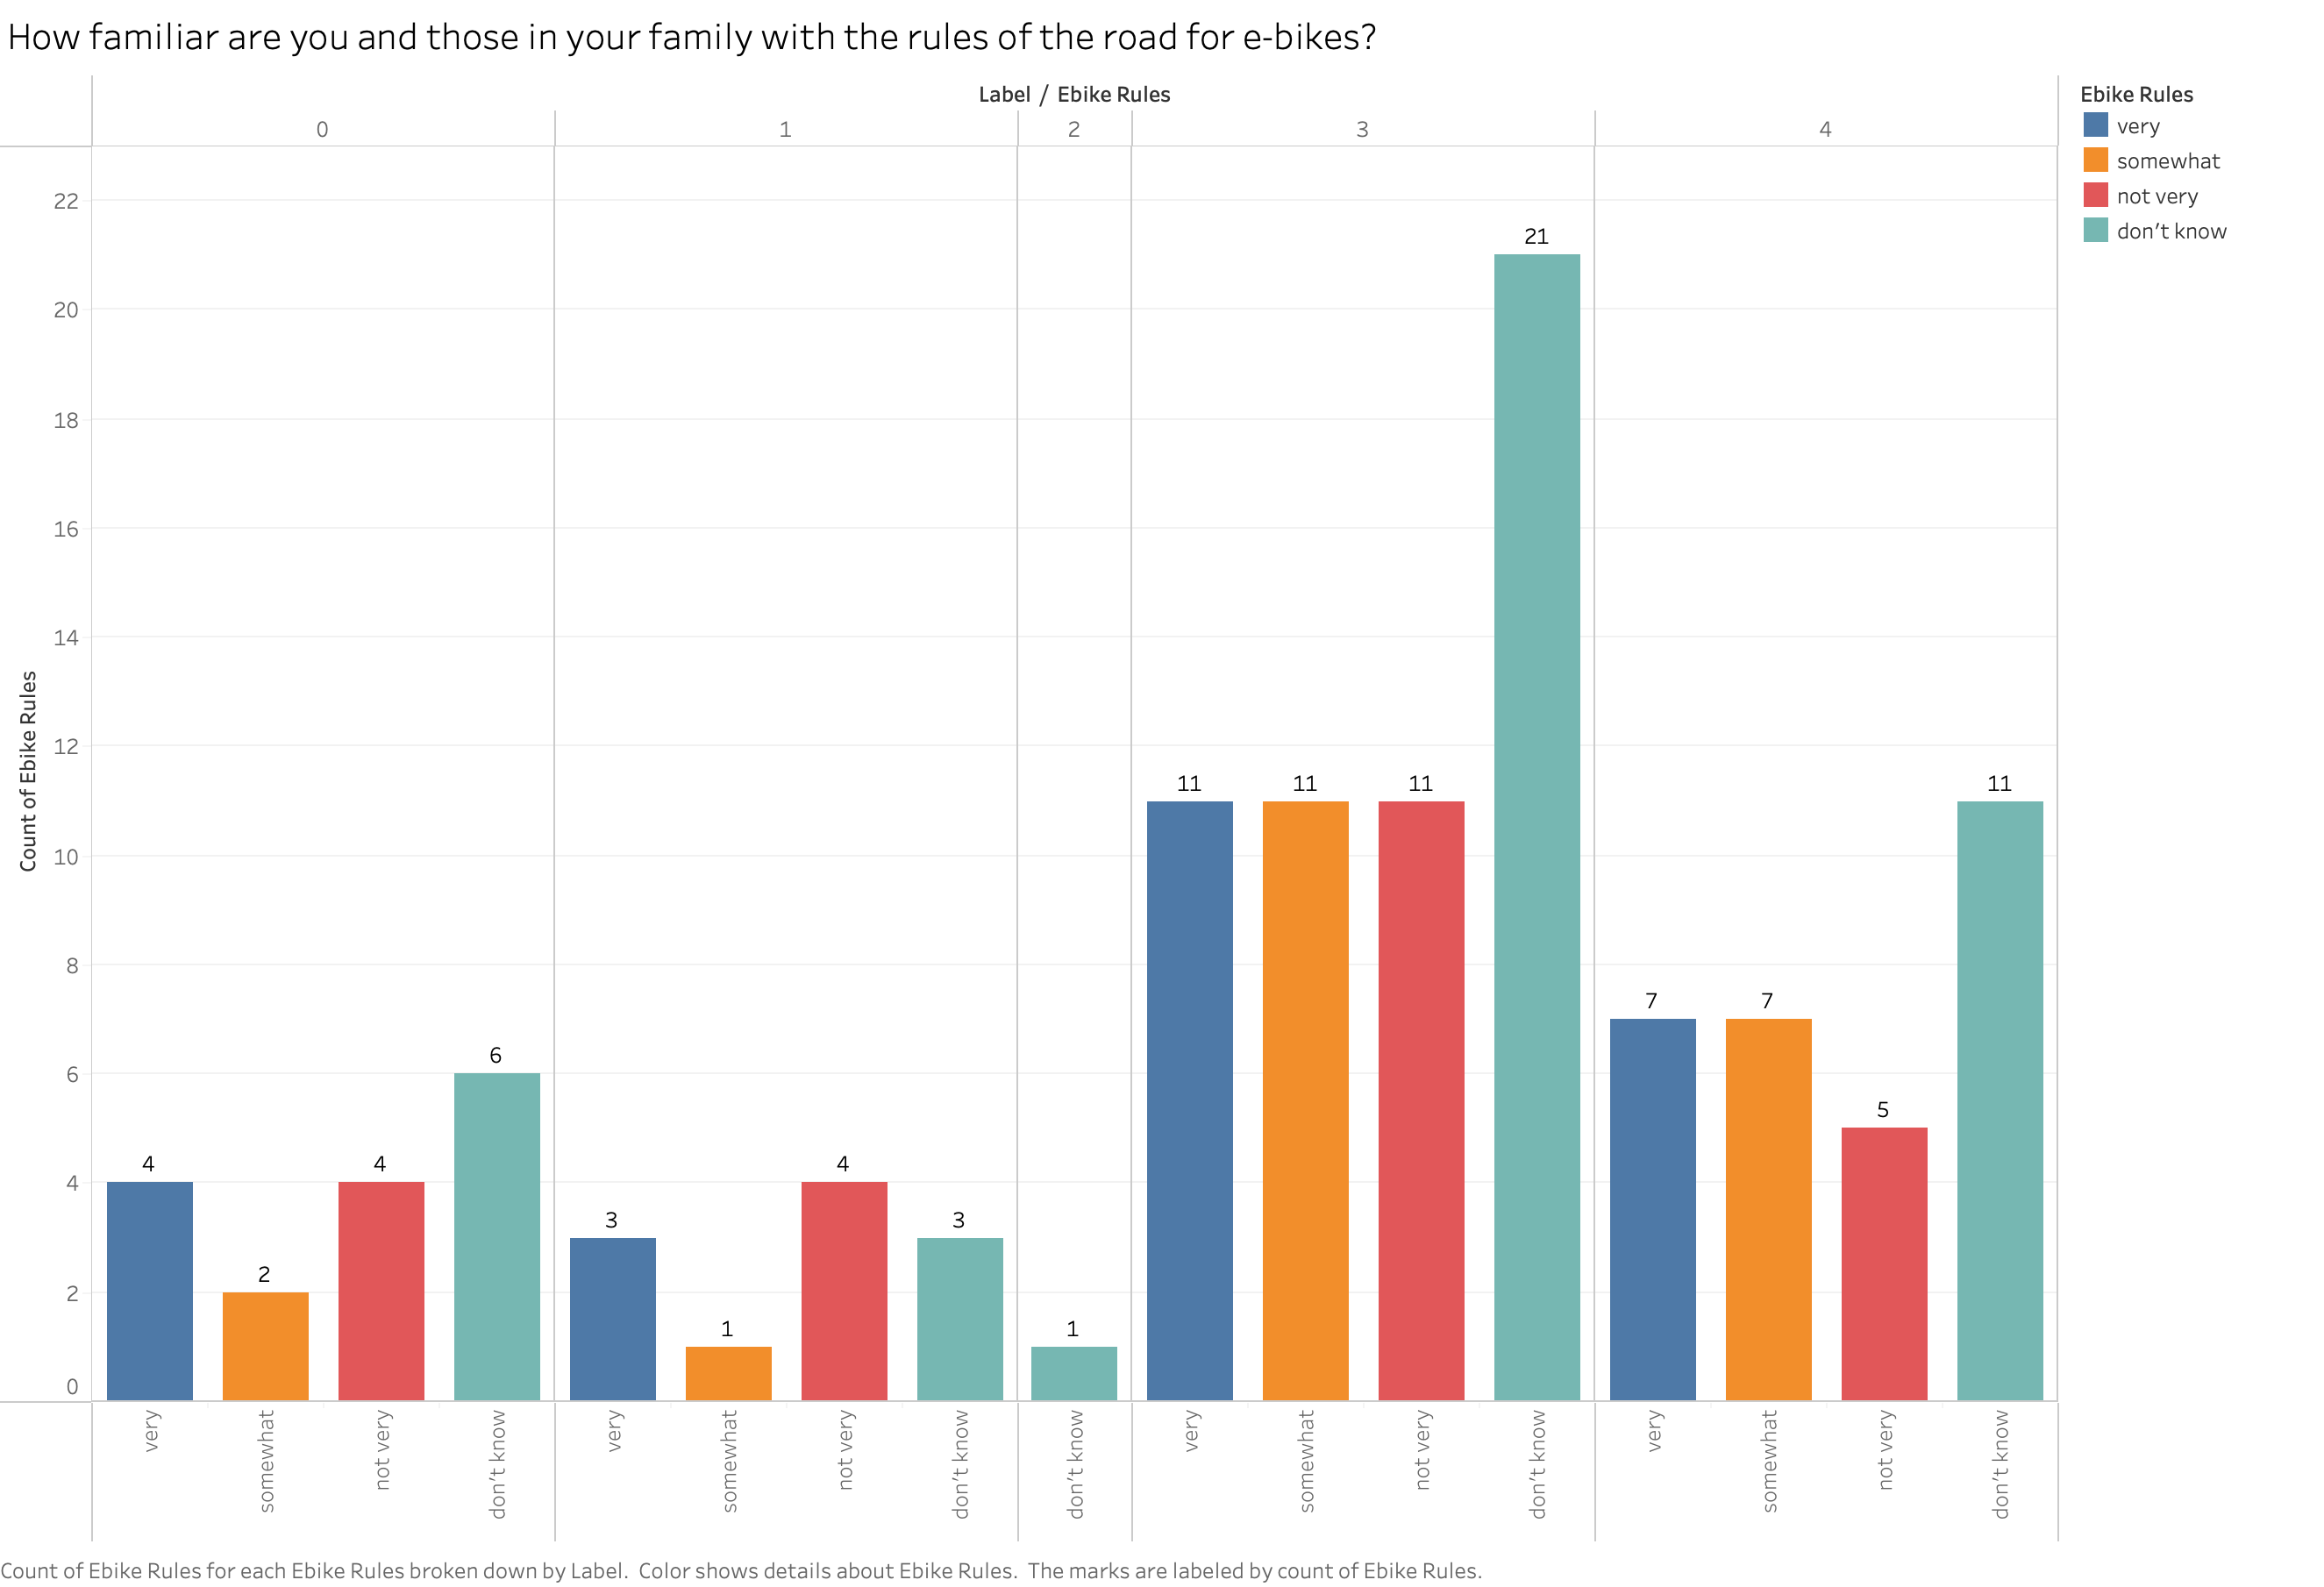 How familiar are you and those in your family with the rules of the road for e-bikes?
Label / Ebike Rules
0 1 2 3 4
Ebike Rules
very
somewhat
not very
don't know
Count of Ebike Rules
22
20
18
16
14
12
10
8
6
4
2
0
4 2 4 6 3 1 4 3 1 11 11 11 21 7 7 5 11
very somewhat not very don't know very somewhat not very don't know don't know very somewhat not very don't know very somewhat not very don't know
Count of Ebike Rules for each Ebike Rules broken down by Label. Color shows details about Ebike Rules. The marks are labeled by count of Ebike Rules.